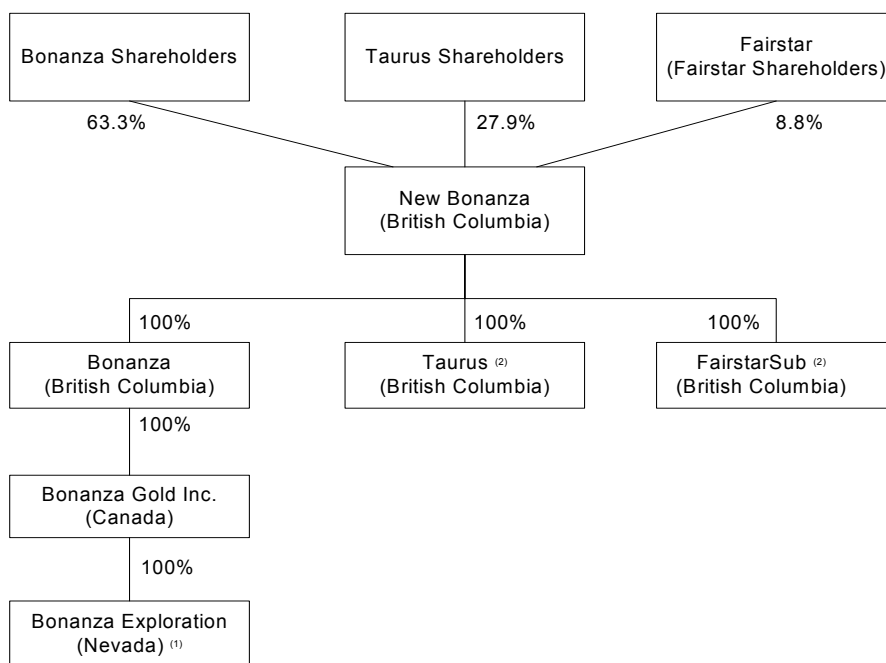 Bonanza Shareholders
Taurus Shareholders
Fairstar
(Fairstar Shareholders)
63.3%
27.9%
8.8%
New Bonanza
(British Columbia)
100%
100%
100%
Bonanza
(British Columbia)
Taurus (2)
(British Columbia)
FairstarSub (2)
(British Columbia)
100%
Bonanza Gold Inc.
(Canada)
100%
Bonanza Exploration
(Nevada) (1)